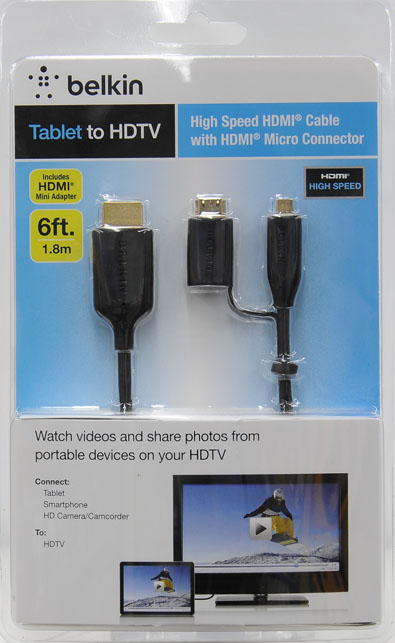 belkin
Tablet to HDTV
High Speed HDMI® Cable
with HDMI® Micro Connector
Includes
HDMI®
Mini Adapter
HDMI®
HIGH SPEED
6ft.
1.8m
BELKIN
BELKIN
Watch videos and share photos from
portable devices on your HDTV
Connect:
Tablet
Smartphone
HD Camera/Camcorder
To:
HDTV